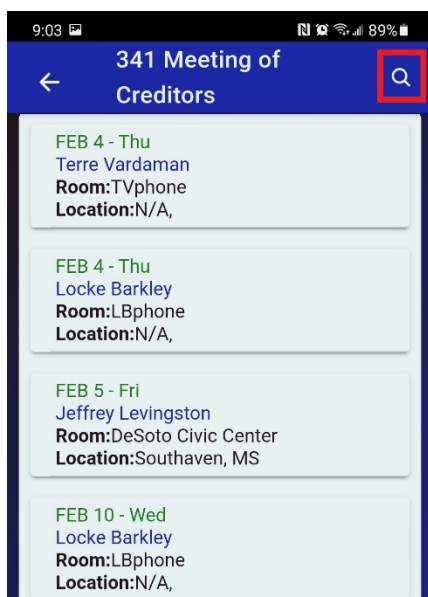 9:03 89%
341 Meeting of
Creditors
FEB 4 - Thu
Terre Vardaman
Room:TVphone
Location:N/A,
FEB 4 - Thu
Locke Barkley
Room:LBphone
Location:N/A,
FEB 5 - Fri
Jeffrey Levingston
Room:DeSoto Civic Center
Location:Southaven, MS
FEB 10 - Wed
Locke Barkley
Room:LBphone
Location:N/A,